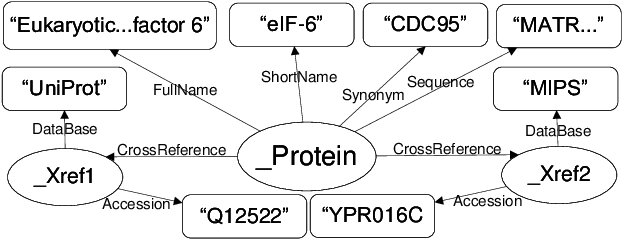 “Eukaryotic...factor 6”
“eIF-6”
“CDC95”
“MATR...”
ShortName
FullName
Synonym
Sequence
“UniProt”
“MIPS”
DataBase
DataBase
_Xref1
CrossReference
_Protein
CrossReference
_Xref2
Accession
Accession
“Q12522”
“YPR016C